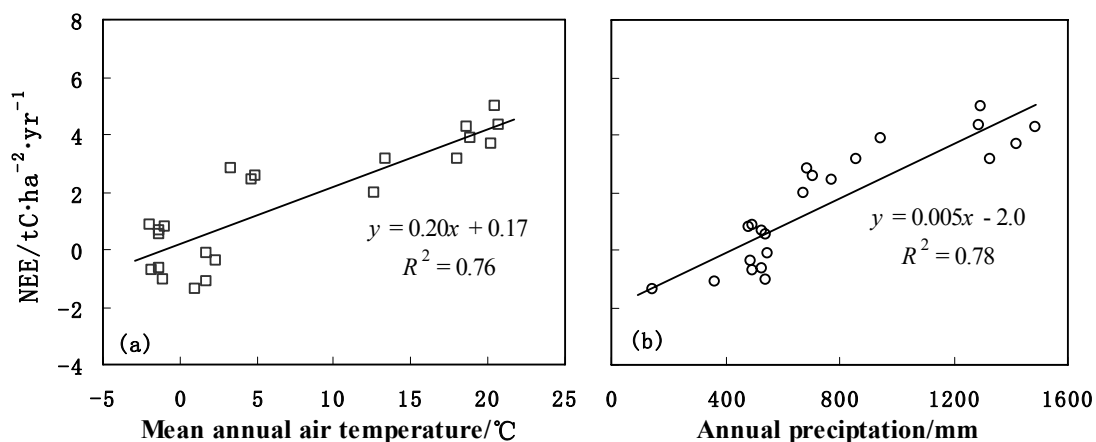 8
6
4
2
0
-2
-4
NEE/tC·ha⁻²·yr⁻¹
y = 0.20x + 0.17
R² = 0.76
(a)
-5 0 5 10 15 20 25
Mean annual air temperature/℃
y = 0.005x - 2.0
R² = 0.78
(b)
0 400 800 1200 1600
Annual preciptation/mm